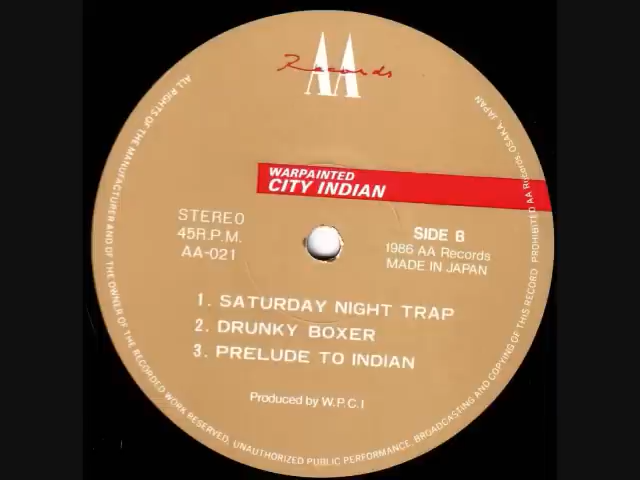 AA
Records
WARPAINTED
CITY INDIAN
STEREO
45R.P.M.
AA-021
SIDE B
1986 AA Records
MADE IN JAPAN
1. SATURDAY NIGHT TRAP
2. DRUNKY BOXER
3. PRELUDE TO INDIAN
Produced by W.P.C.I
ALL RIGHTS OF THE MANUFACTURER AND OF THE OWNER OF THE RECORDED WORK RESERVED, UNAUTHORIZED PUBLIC PERFORMANCE, BROADCASTING AND COPYING OF THIS RECORD PROHIBITED AA Records, OSAKA, JAPAN